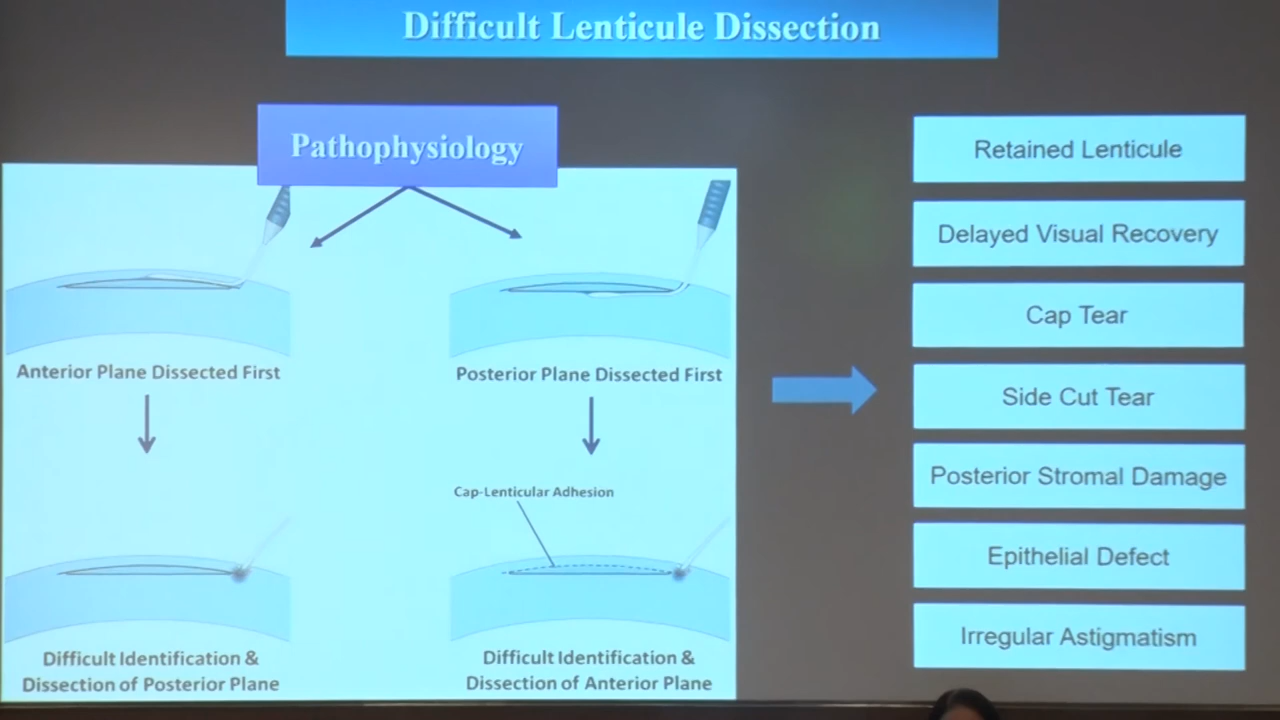 Difficult Lenticule Dissection
Pathophysiology
Anterior Plane Dissected First
Posterior Plane Dissected First
Cap-Lenticular Adhesion
Difficult Identification &
Dissection of Posterior Plane
Difficult Identification &
Dissection of Anterior Plane
Retained Lenticule
Delayed Visual Recovery
Cap Tear
Side Cut Tear
Posterior Stromal Damage
Epithelial Defect
Irregular Astigmatism